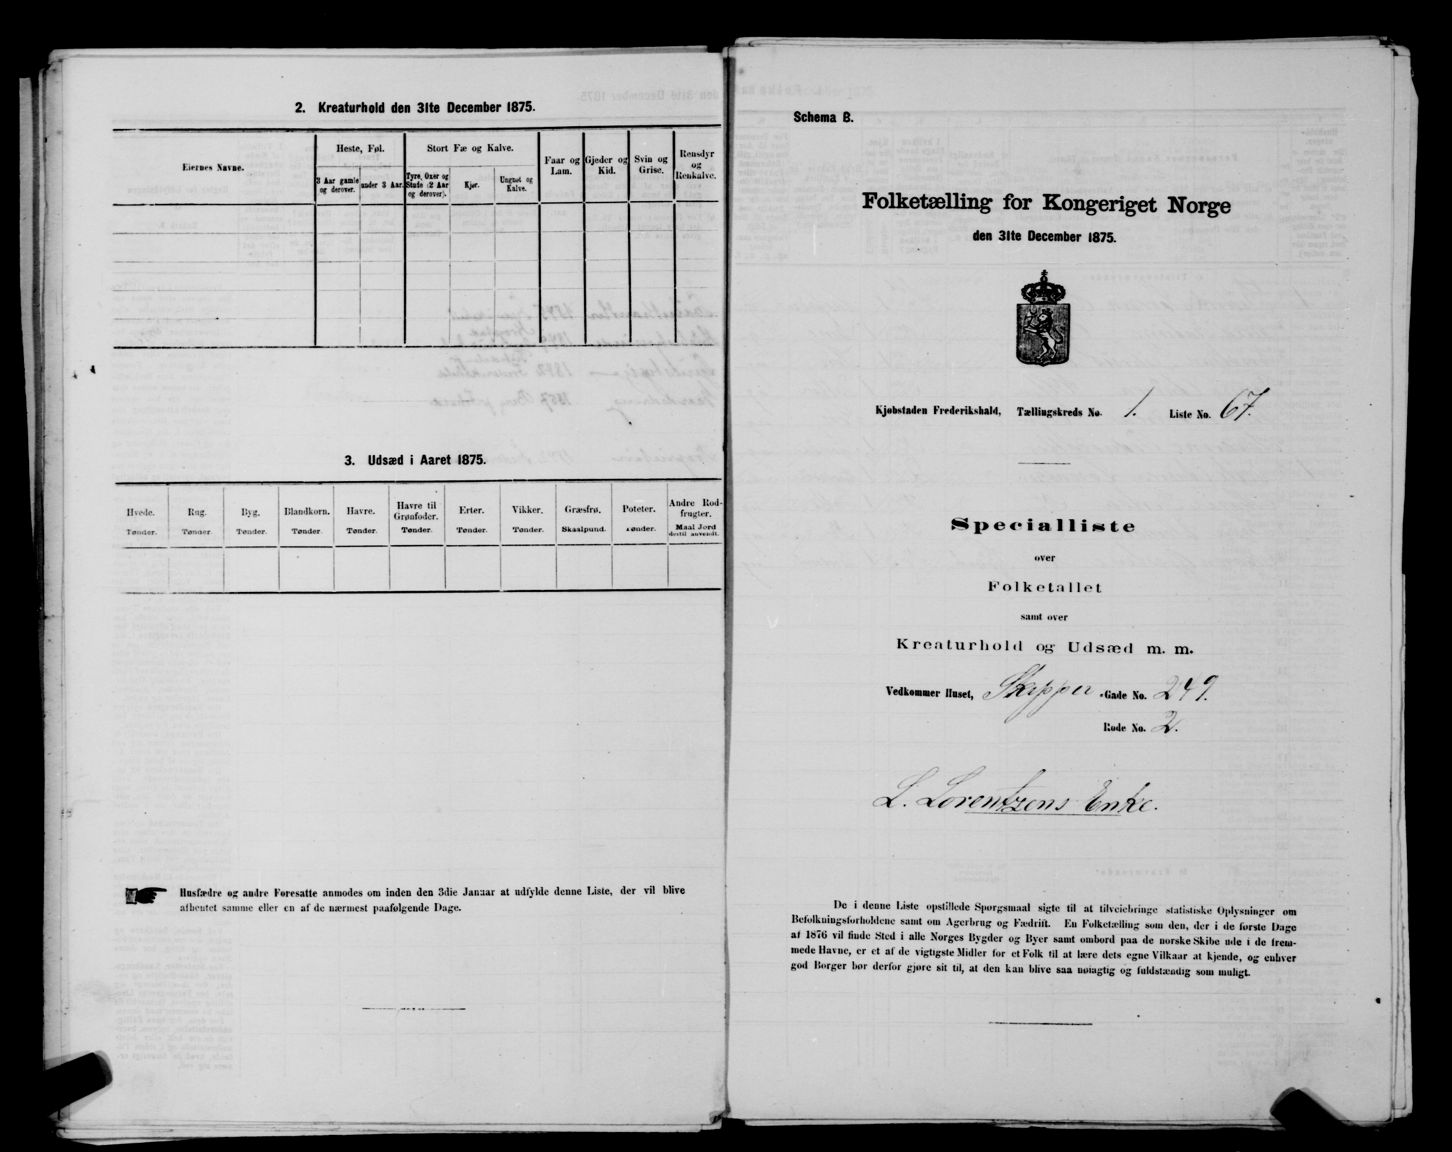 2. Kreaturhold den 31te December 1875.
Eiernes Navne.
Heste, Føl.
3 Aar gamle og derover.
under 3 Aar.
Stort Fæ og Kalve.
Tyre, Oxer og Stude (2 Aar og derover).
Kjør.
Ungnøt og Kalve.
Faar og Lam.
Gjeder og Kid.
Svin og Grise.
Rensdyr og Renkalve.
3. Udsæd i Aaret 1875.
Hvede.
Tønder.
Rug.
Tønder.
Byg.
Tønder.
Blandkorn.
Tønder.
Havre.
Tønder.
Havre til Grønfoder.
Tønder.
Erter.
Tønder.
Vikker.
Tønder.
Græsfrø.
Skaalpund.
Poteter.
Tønder.
Andre Rodfrugter.
Maal Jord dertil anvendt.
Husfædre og andre Foresatte anmodes om inden den 3die Januar at udfylde denne Liste, der vil blive
afhentet samme eller en af de nærmest paafølgende Dage.
Schema B.
Folketælling for Kongeriget Norge
den 31te December 1875.
Kjøbstaden Frederikshald, Tællingskreds No. 1. Liste No. 67.
Specialliste
over
Folketallet
samt over
Kreaturhold og Udsæd m. m.
Vedkommer Huset, Skipper-Gade No. 249.
Rode No. 2.
L. Lorentzens Enke.
De i denne Liste opstillede Spørgsmaal sigte til at tilveiebringe statistiske Oplysninger om
Befolkningsforholdene samt om Agerbrug og Fædrift. En Folketælling som den, der i de første Dage
af 1876 vil finde Sted i alle Norges Bygder og Byer samt ombord paa de norske Skibe ude i de frem-
mede Havne, er et af de vigtigste Midler for et Folk til at lære dets egne Vilkaar at kjende, og enhver
god Borger bør derfor gjøre sit til, at den kan blive saa nøiagtig og fuldstændig som muligt.